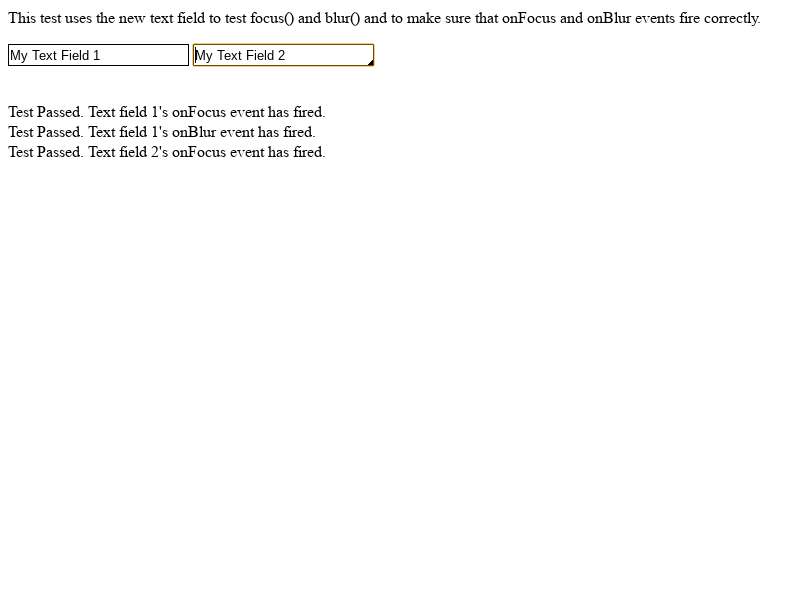 This test uses the new text field to test focus() and blur() and to make sure that onFocus and onBlur events fire correctly.
My Text Field 1 My Text Field 2
Test Passed. Text field 1's onFocus event has fired.
Test Passed. Text field 1's onBlur event has fired.
Test Passed. Text field 2's onFocus event has fired.